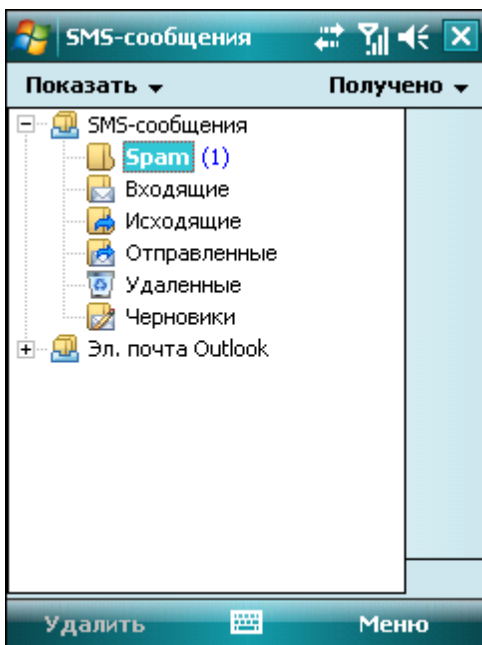 SMS-сообщения
Показать Получено
SMS-сообщения
Spam (1)
Входящие
Исходящие
Отправленные
Удаленные
Черновики
Эл. почта Outlook
Удалить Меню